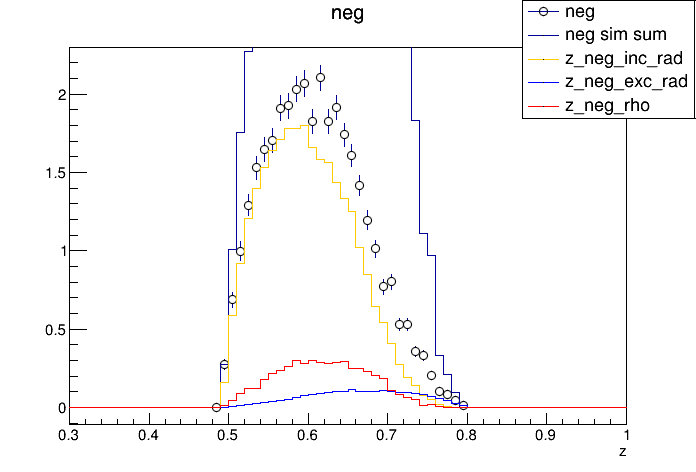 neg
neg
neg sim sum
z_neg_inc_rad
z_neg_exc_rad
z_neg_rho
2
1.5
1
0.5
0
0.3 0.4 0.5 0.6 0.7 0.8 0.9 1
z